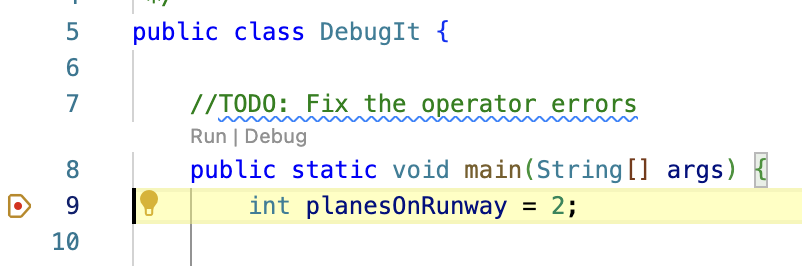 */
5 public class DebugIt {
6
7 //TODO: Fix the operator errors
Run | Debug
8 public static void main(String[] args) {
9 int planesOnRunway = 2;
10